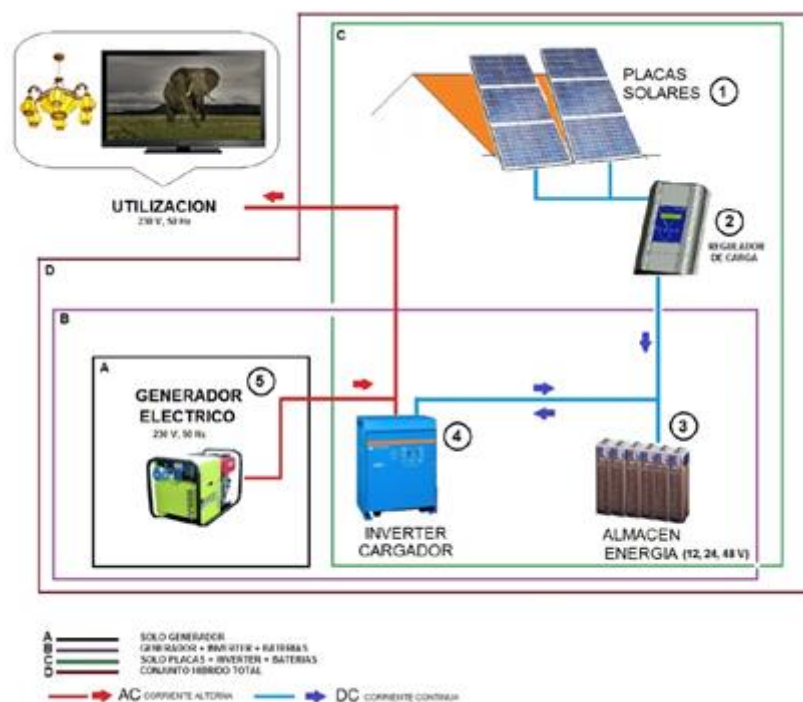 C
PLACAS
SOLARES
1
2
REGULADOR
DE CARGA
UTILIZACION
230 V, 50 Hz
D
B
A
5
GENERADOR
ELECTRICO
230 V, 50 Hz
4
3
INVERTER
CARGADOR
ALMACEN
ENERGIA (12, 24, 48 V)
A SOLO GENERADOR
B GENERADOR + INVERTER + BATERIAS
C SOLO PLACAS + INVERTER + BATERIAS
D CONJUNTO HIBRIDO TOTAL
AC CORRIENTE ALTERNA DC CORRIENTE CONTINUA